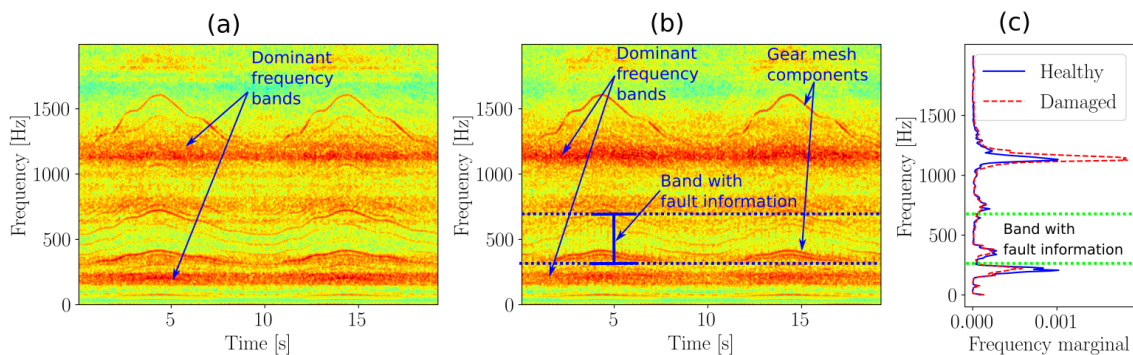 (a)
(b)
(c)
Dominant
frequency
bands
Frequency [Hz]
1500
1000
500
0
5
10
15
Time [s]
Dominant
frequency
bands
Gear mesh
components
Band with
fault information
Frequency [Hz]
1500
1000
500
0
5
10
15
Time [s]
Healthy
Damaged
Band with
fault information
Frequency [Hz]
1500
1000
500
0
0.000
0.001
Frequency marginal